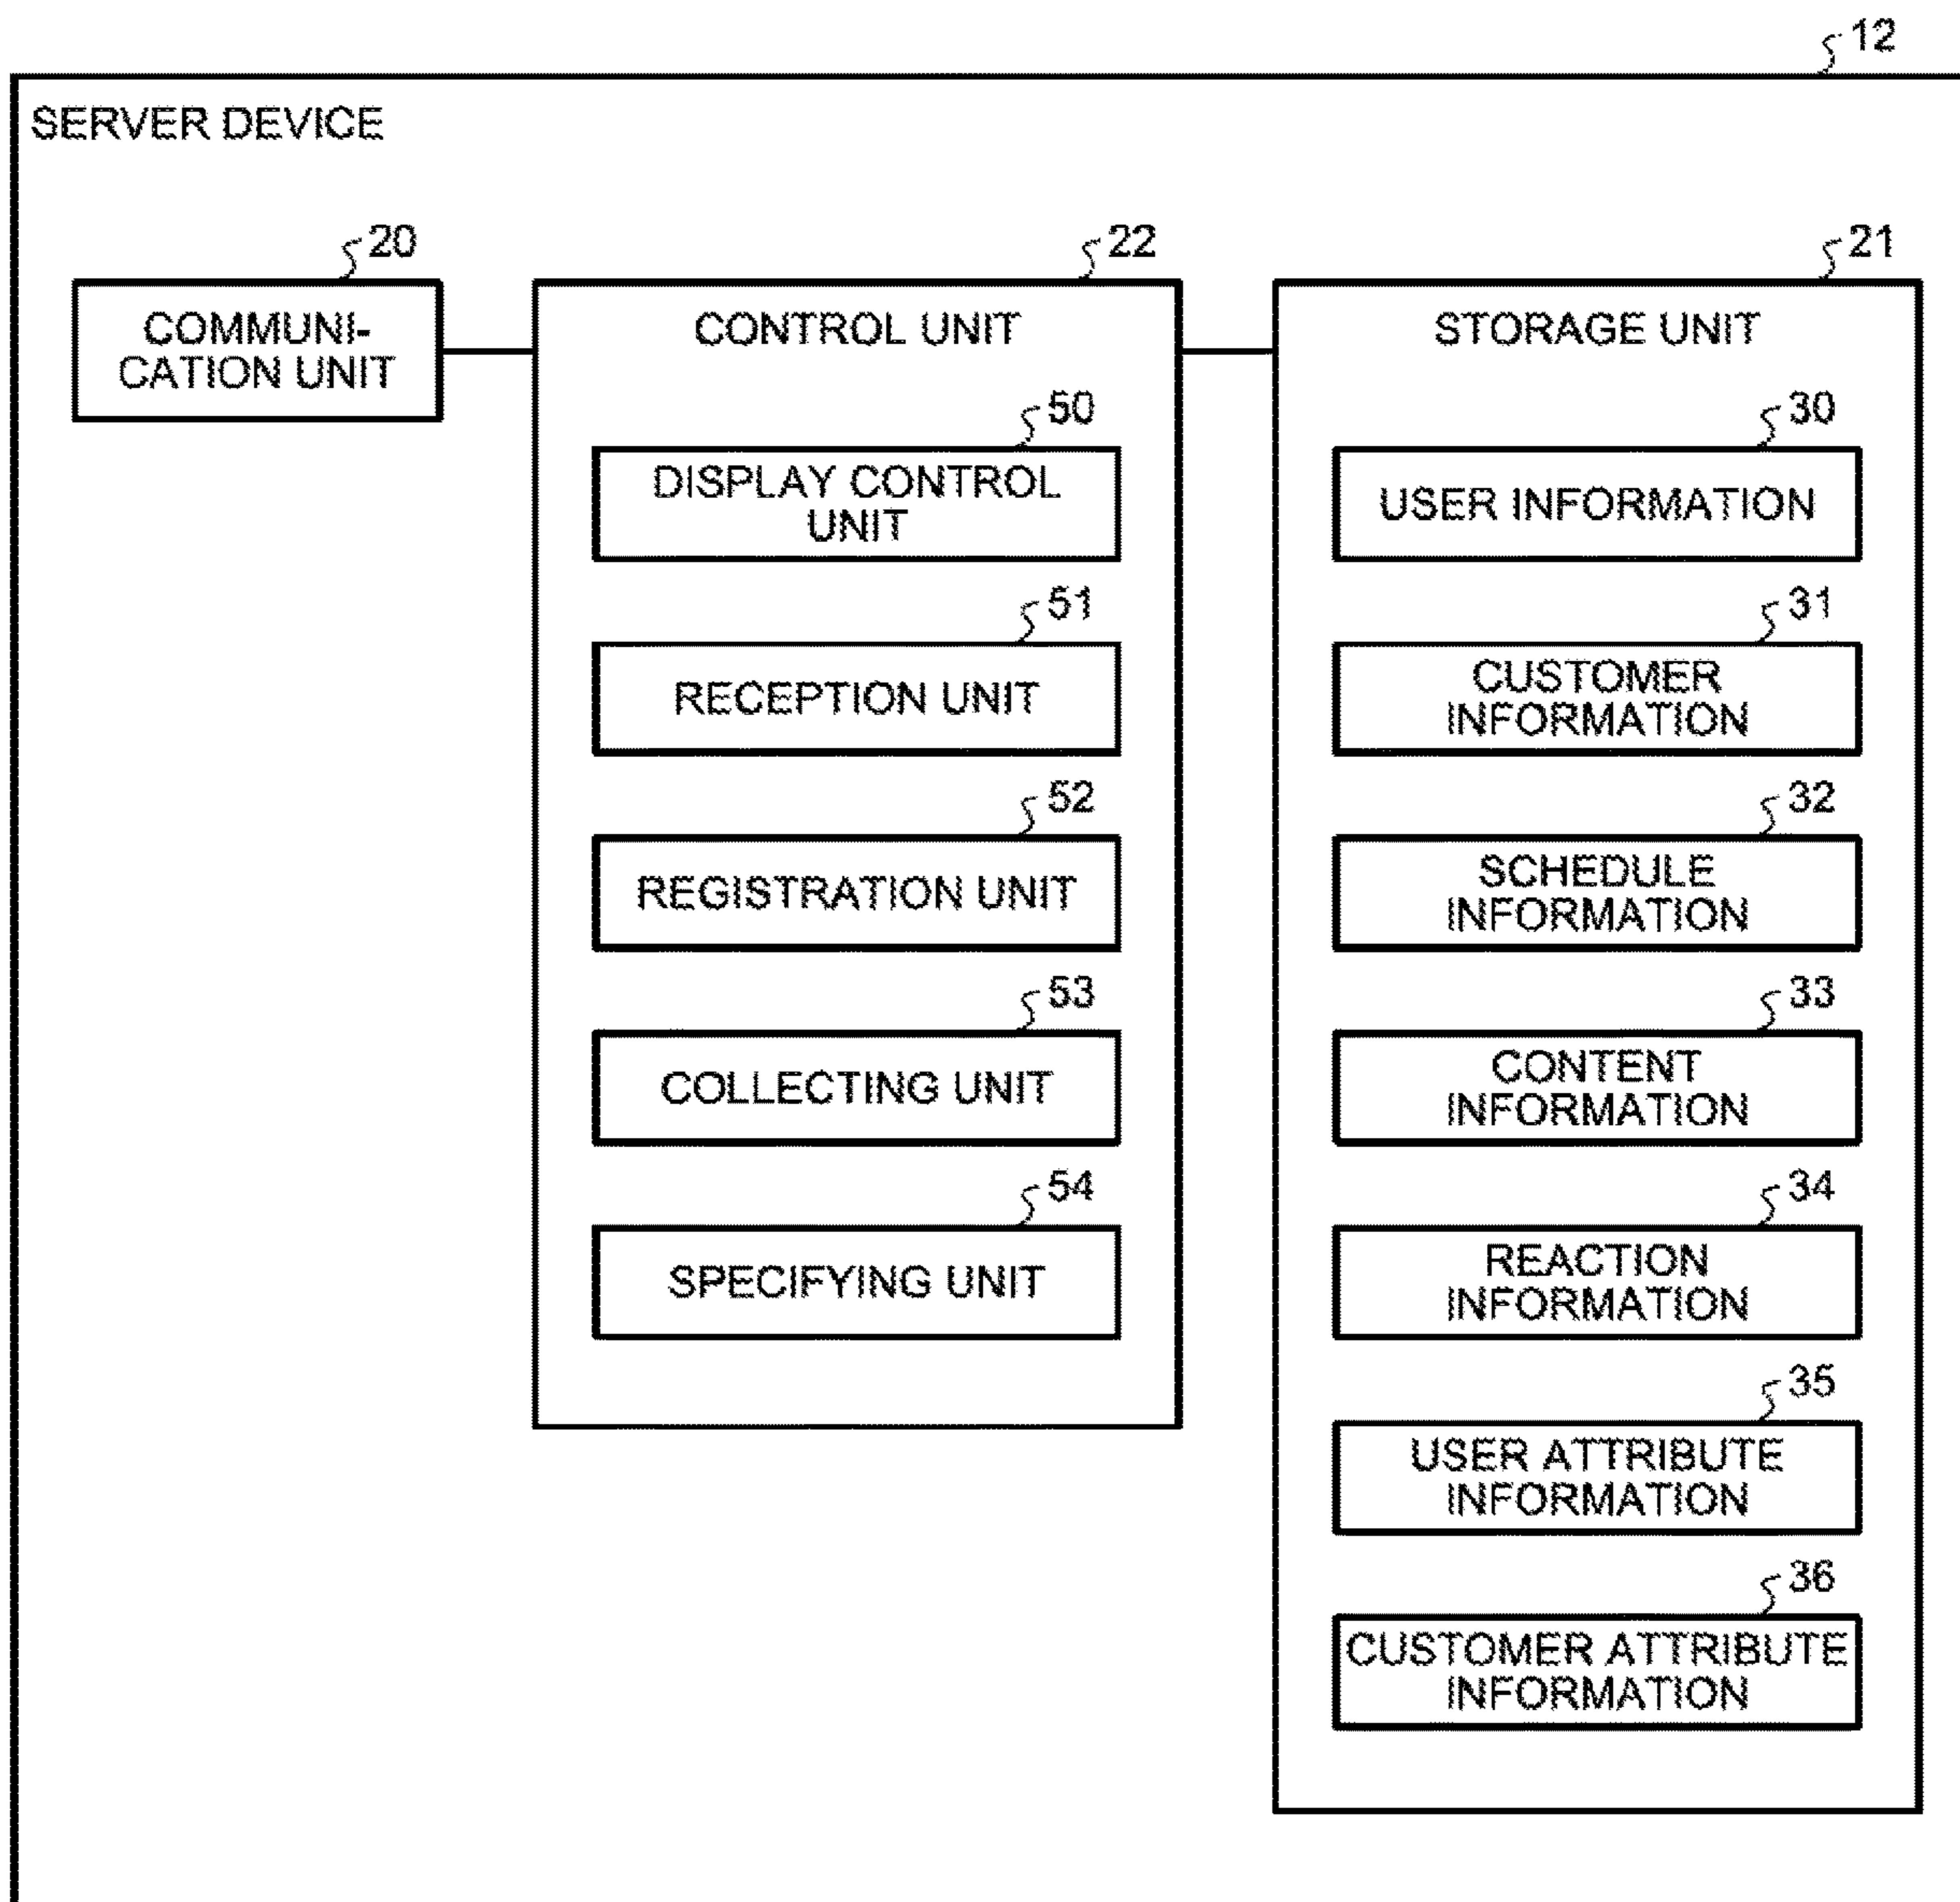 12
SERVER DEVICE
20
COMMUNI-
CATION UNIT
22
CONTROL UNIT
50
DISPLAY CONTROL
UNIT
51
RECEPTION UNIT
52
REGISTRATION UNIT
53
COLLECTING UNIT
54
SPECIFYING UNIT
21
STORAGE UNIT
30
USER INFORMATION
31
CUSTOMER
INFORMATION
32
SCHEDULE
INFORMATION
33
CONTENT
INFORMATION
34
REACTION
INFORMATION
35
USER ATTRIBUTE
INFORMATION
36
CUSTOMER ATTRIBUTE
INFORMATION